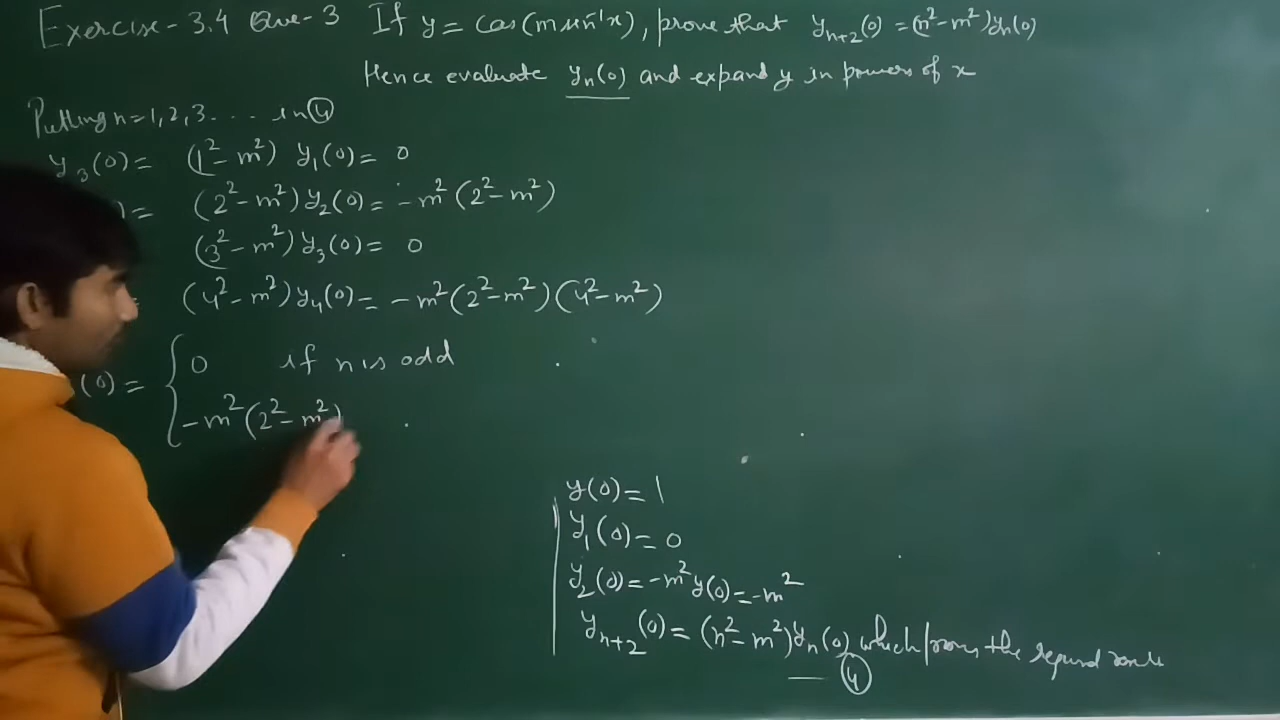 Exercise-3.4 Que-3 If y = cos(m sin⁻¹x), prove that yₙ₊₂(0) = (n²-m²)yₙ(0)
Hence evaluate yₙ(0) and expand y in powers of x
Putting n=1,2,3.... in ④
y₃(0) = (1²-m²) y₁(0) = 0
) = (2²-m²) y₂(0) = -m²(2²-m²)
(3²-m²) y₃(0) = 0
= (4²-m²) y₄(0) = -m²(2²-m²)(4²-m²)
(0) = { 0 if n is odd
-m²(2²-m²)
y(0) = 1
y₁(0) = 0
y₂(0) = -m²y(0) = -m²
yₙ₊₂(0) = (n²-m²)yₙ(0) which proves the required
— ④